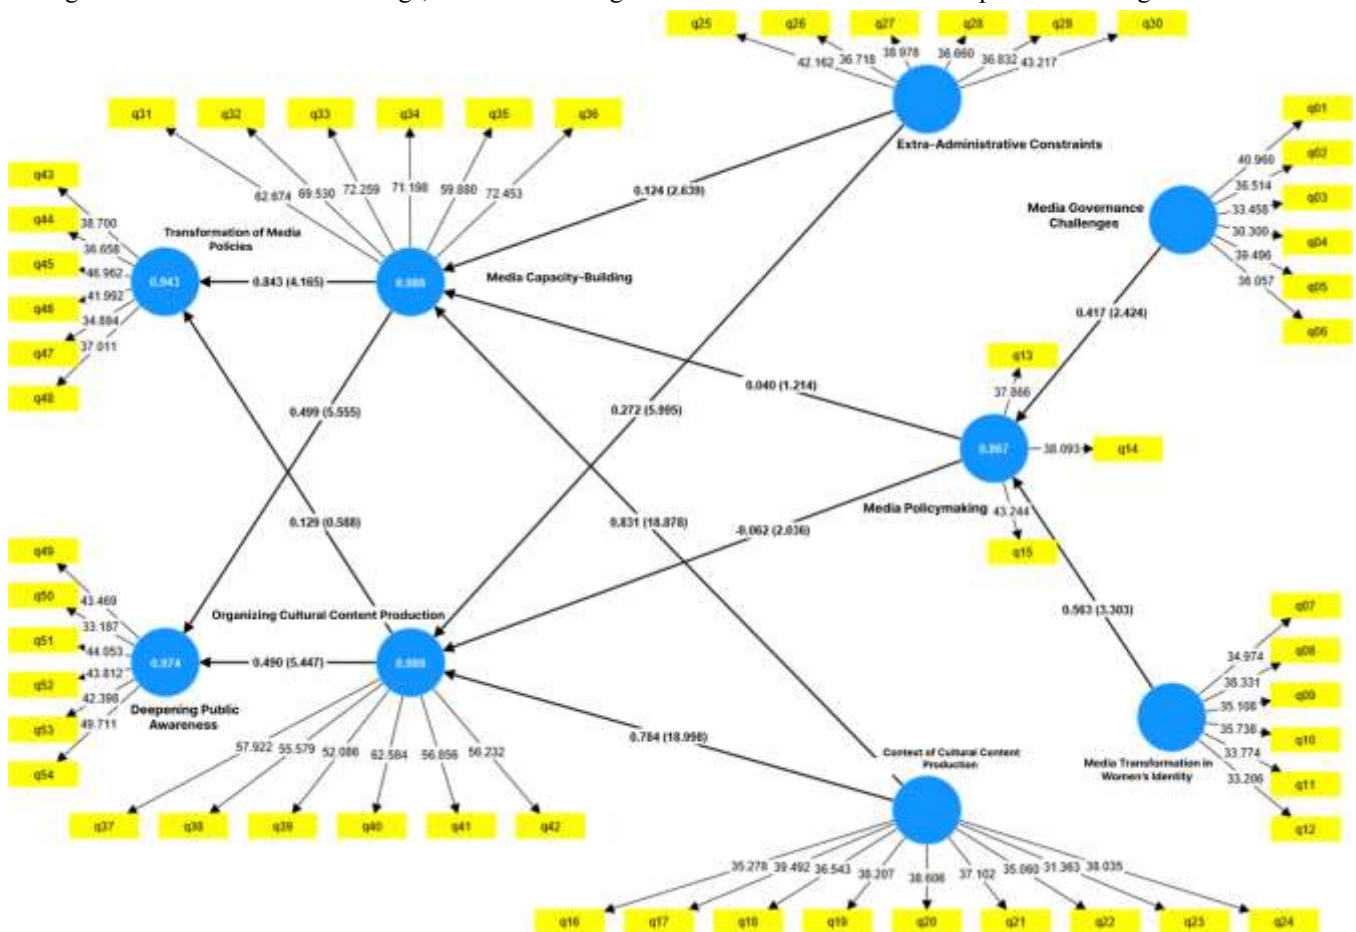 q25
q26
q27
q28
q29
q30
42.162
36.718
38.978
36.660
36.832
43.217
Extra-Administrative Constraints
q31
q32
q33
q34
q35
q36
62.674
69.530
72.259
71.198
59.880
72.453
q01
q02
q03
q04
q05
q06
40.960
36.514
33.458
30.300
39.496
36.057
Media Governance
Challenges
q43
q44
q45
q46
q47
q48
38.700
36.658
46.962
41.992
34.884
37.011
Transformation of Media
Policies
0.943
0.843 (4.165)
Media Capacity-Building
0.124 (2.839)
0.417 (2.424)
0.040 (1.214)
0.272 (5.995)
0.499 (5.555)
0.129 (0.588)
0.831 (18.878)
-0.062 (2.036)
q13
37.866
0.967
38.093
q14
Media Policymaking
43.244
q15
0.563 (3.303)
q49
q50
q51
q52
q53
q54
43.469
33.187
44.053
43.812
42.398
49.711
Organizing Cultural Content Production
0.974
0.490 (5.447)
Deepening Public
Awareness
57.922
55.579
52.086
62.584
56.856
56.232
q37
q38
q39
q40
q41
q42
0.784 (18.998)
q07
q08
q09
q10
q11
q12
34.974
35.736
33.774
33.206
Media Transformation in
Women's Identity
Context of Cultural Content
Production
35.278
39.492
36.543
38.207
38.606
37.102
35.060
31.363
38.035
q16
q17
q18
q19
q20
q21
q22
q23
q24